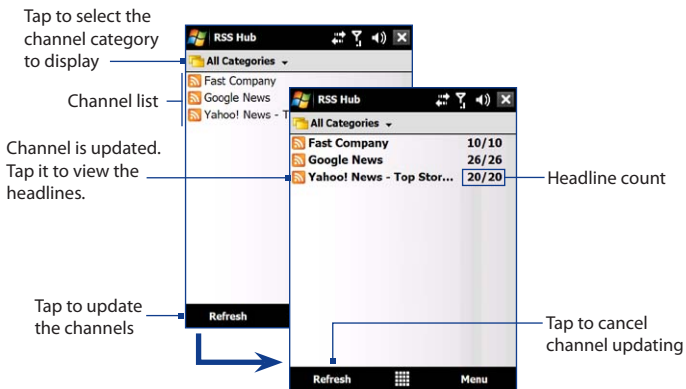 Tap to select the
channel category
to display
Channel list
Channel is updated.
Tap it to view the
headlines.
Tap to update
the channels
RSS Hub
All Categories
Fast Company
Google News
Yahoo! News - T
Refresh
RSS Hub
All Categories
Fast Company 10/10
Google News 26/26
Yahoo! News - Top Stor... 20/20
Refresh Menu
Headline count
Tap to cancel
channel updating